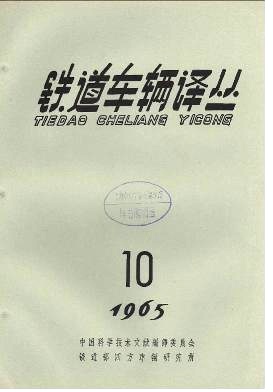 铁道车辆译丛
TIEDAO CHELIANG YICONG
10
1965
中国科学技术文献编译委员会
铁道部四方车辆研究所